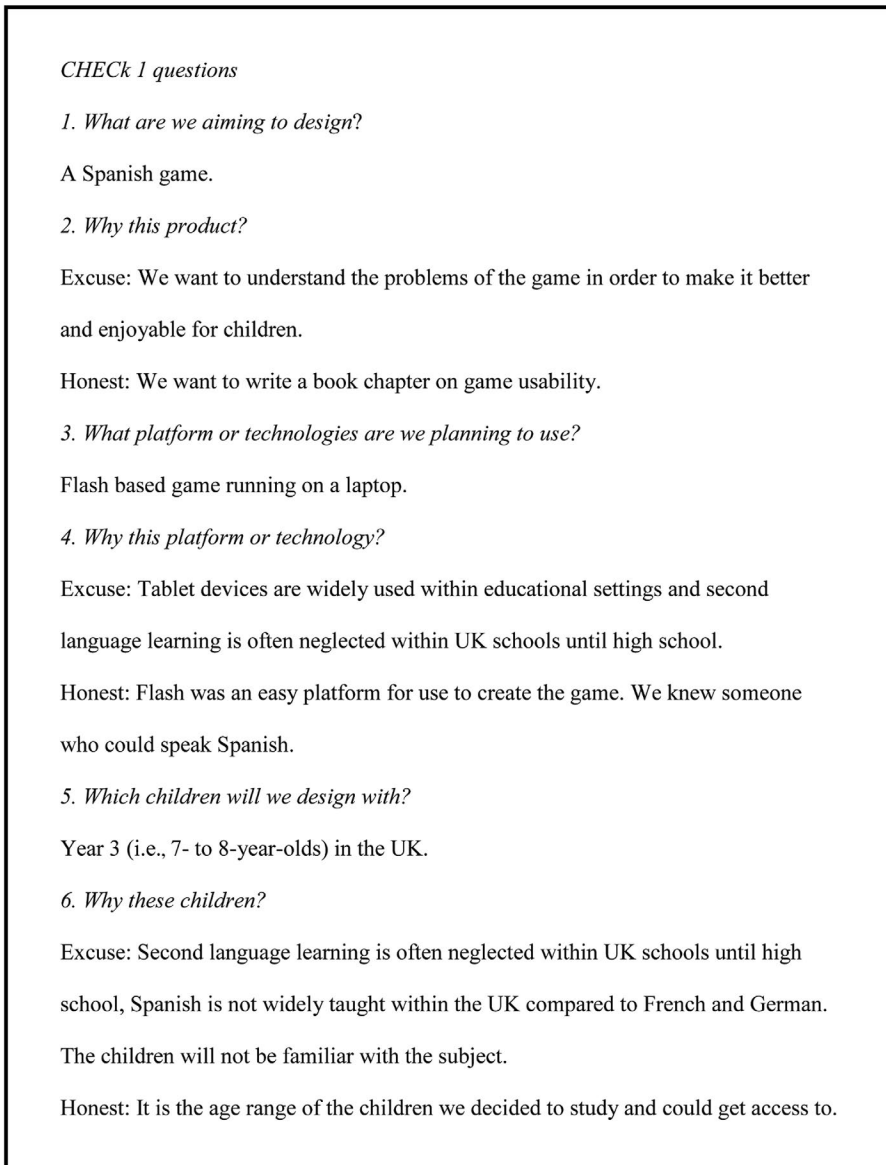 CHECk 1 questions
1. What are we aiming to design?
A Spanish game.
2. Why this product?
Excuse: We want to understand the problems of the game in order to make it better
and enjoyable for children.
Honest: We want to write a book chapter on game usability.
3. What platform or technologies are we planning to use?
Flash based game running on a laptop.
4. Why this platform or technology?
Excuse: Tablet devices are widely used within educational settings and second
language learning is often neglected within UK schools until high school.
Honest: Flash was an easy platform for use to create the game. We knew someone
who could speak Spanish.
5. Which children will we design with?
Year 3 (i.e., 7- to 8-year-olds) in the UK.
6. Why these children?
Excuse: Second language learning is often neglected within UK schools until high
school, Spanish is not widely taught within the UK compared to French and German.
The children will not be familiar with the subject.
Honest: It is the age range of the children we decided to study and could get access to.